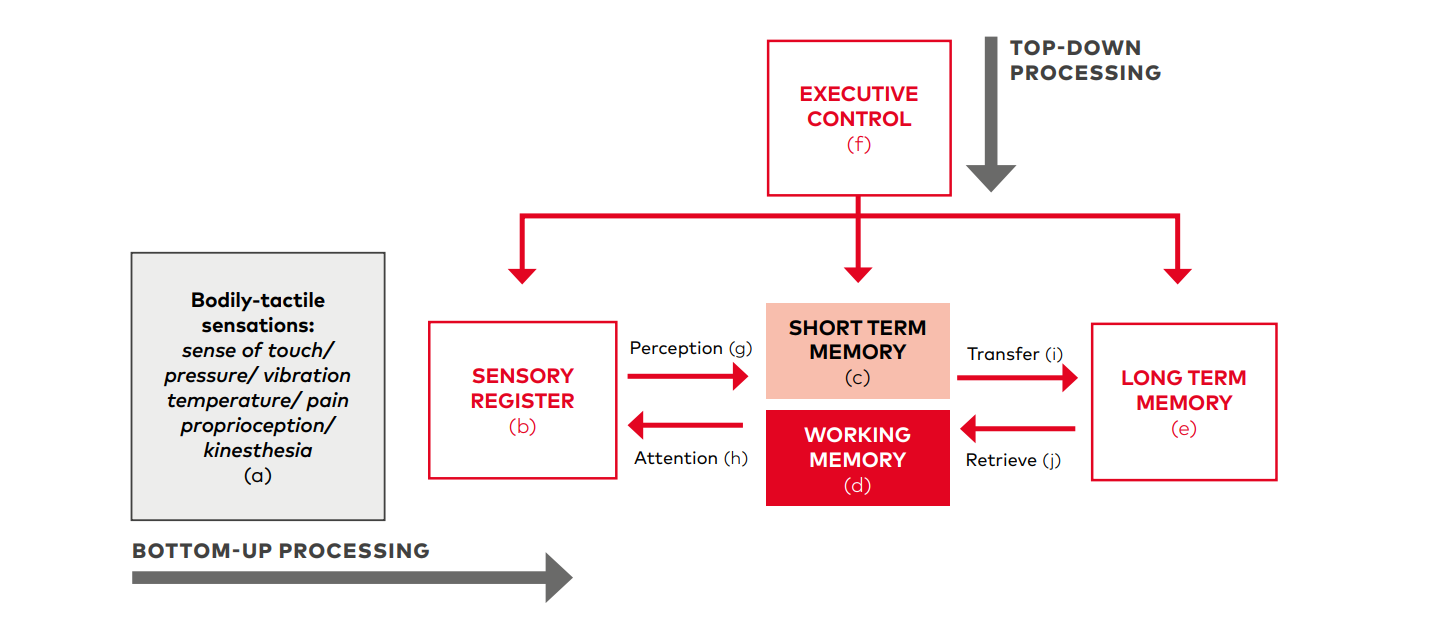 TOP-DOWN
PROCESSING
EXECUTIVE
CONTROL
(f)
Bodily-tactile
sensations:
sense of touch/
pressure/ vibration
temperature/ pain
proprioception/
kinesthesia
(a)
SENSORY
REGISTER
(b)
Perception (g)
Attention (h)
SHORT TERM
MEMORY
(c)
WORKING
MEMORY
(d)
Transfer (i)
Retrieve (j)
LONG TERM
MEMORY
(e)
BOTTOM-UP PROCESSING